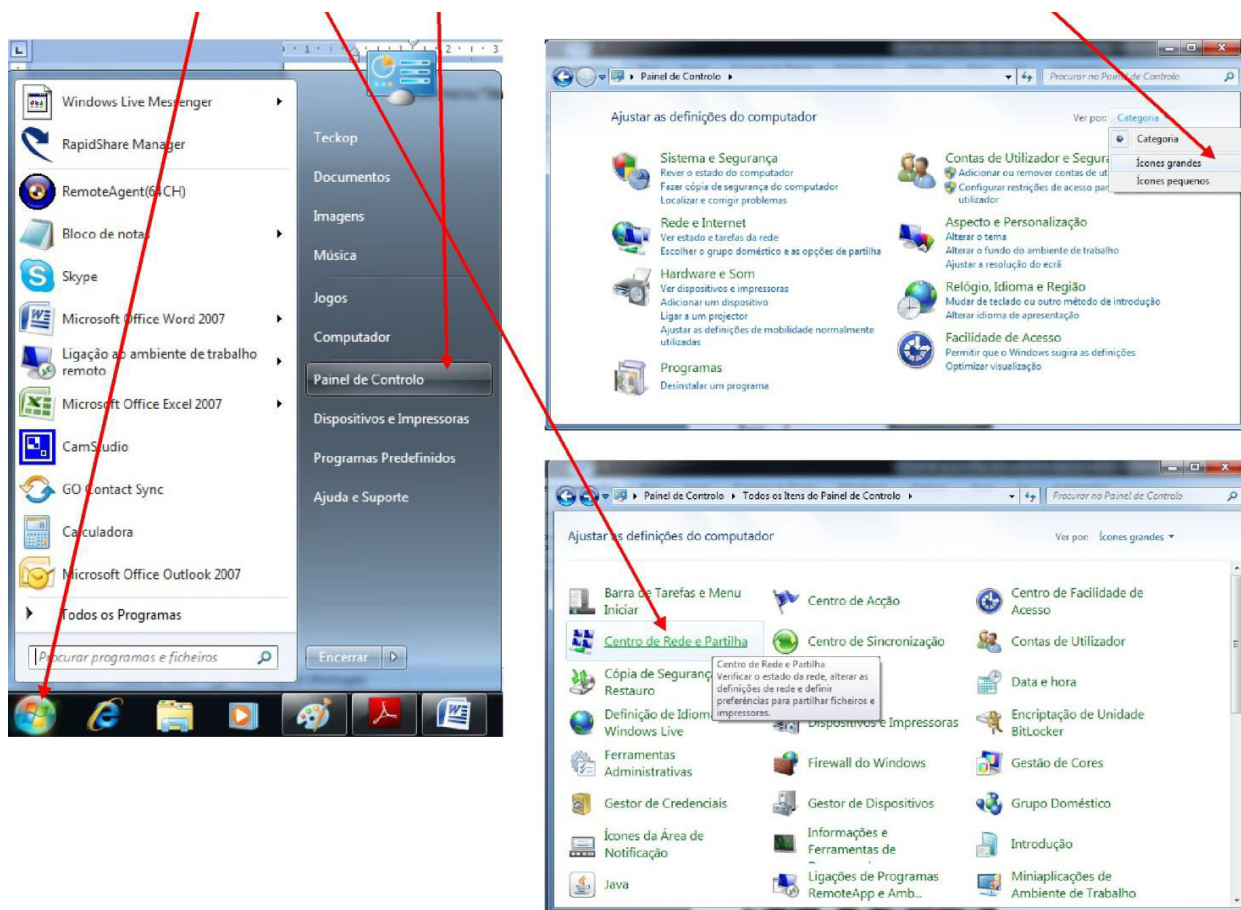 1 2 3
Windows Live Messenger
RapidShare Manager
RemoteAgent(64CH)
Bloco de notas
Skype
Microsoft Office Word 2007
Ligação ao ambiente de trabalho
remoto
Microsoft Office Excel 2007
CamStudio
GO Contact Sync
Calculadora
Microsoft Office Outlook 2007
Todos os Programas
Procurar programas e ficheiros
Teckop
Documentos
Imagens
Música
Jogos
Computador
Painel de Controlo
Dispositivos e Impressoras
Programas Predefinidos
Ajuda e Suporte
Encerrar
Painel de Controlo
Procurar no Painel de Controlo
Ajustar as definições do computador
Ver por: Categoria
Categoria
Ícones grandes
Ícones pequenos
Sistema e Segurança
Rever o estado do computador
Fazer cópia de segurança do computador
Localizar e corrigir problemas
Rede e Internet
Ver estado e tarefas da rede
Escolher o grupo doméstico e as opções de partilha
Hardware e Som
Ver dispositivos e impressoras
Adicionar um dispositivo
Ligar a um projector
Ajustar as definições de mobilidade normalmente
utilizadas
Programas
Desinstalar um programa
Contas de Utilizador e Segura
Adicionar ou remover contas de ut
Configurar restrições de acesso par
utilizador
Aspecto e Personalização
Alterar o tema
Alterar o fundo do ambiente de trabalho
Ajustar a resolução do ecrã
Relógio, Idioma e Região
Mudar de teclado ou outro método de introdução
Alterar idioma de apresentação
Facilidade de Acesso
Permitir que o Windows sugira as definições
Optimizar visualização
Painel de Controlo Todos os Itens do Painel de Controlo
Procurar no Painel de Controlo
Ajustar as definições do computador
Ver por: Ícones grandes
Barra de Tarefas e Menu
Iniciar
Centro de Acção
Centro de Facilidade de
Acesso
Centro de Rede e Partilha
Centro de Sincronização
Contas de Utilizador
Cópia de Seguranç
Restauro
Centro de Rede e Partilha
Verificar o estado da rede, alterar as
definições de rede e definir
preferências para partilhar ficheiros e
impressoras.
Data e hora
Definição de Idiom
Windows Live
Dispositivos e Impressoras
Encriptação de Unidade
BitLocker
Ferramentas
Administrativas
Firewall do Windows
Gestão de Cores
Gestor de Credenciais
Gestor de Dispositivos
Grupo Doméstico
Ícones da Área de
Notificação
Informações e
Ferramentas de
Introdução
Java
Ligações de Programas
RemoteApp e Amb...
Miniaplicações de
Ambiente de Trabalho